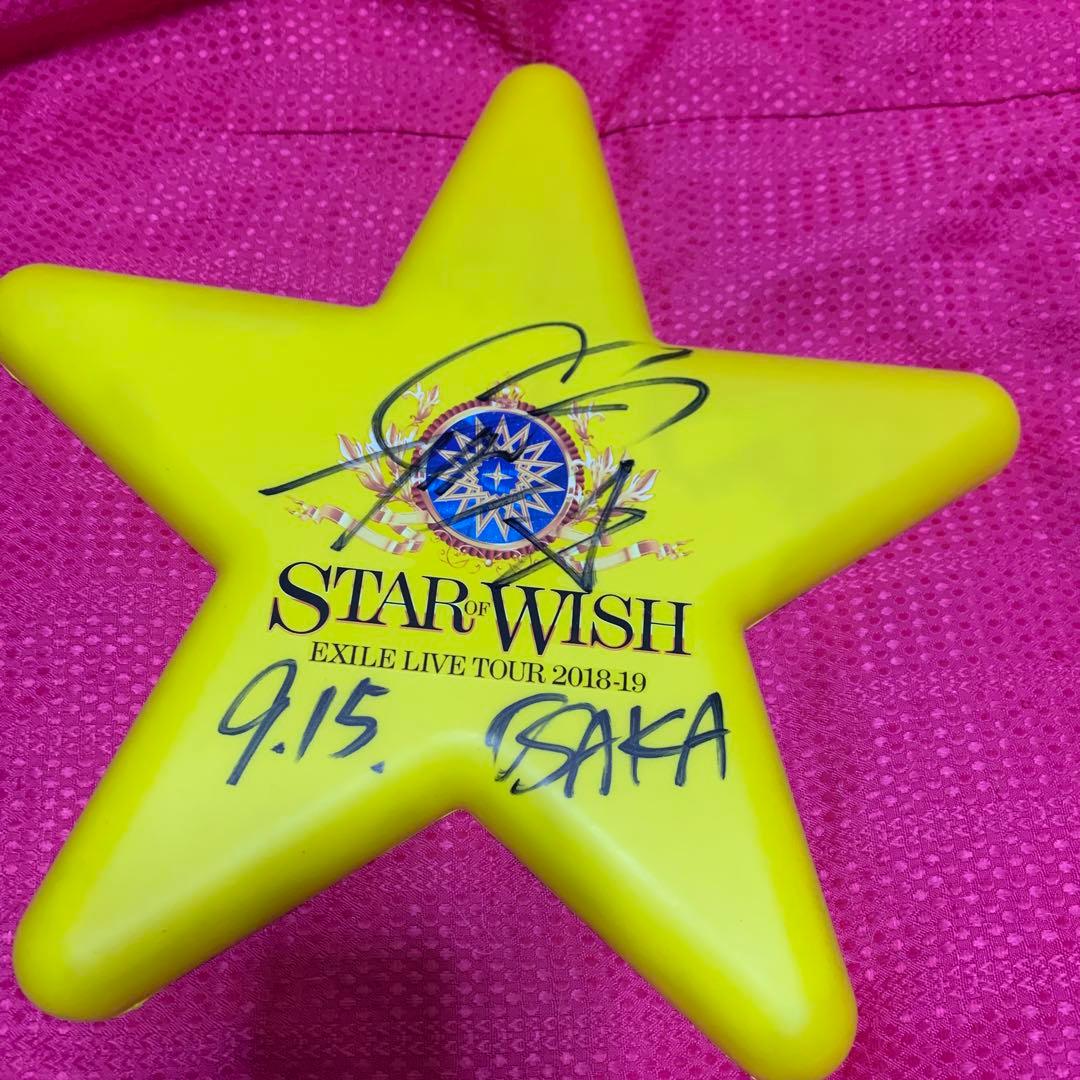 STAR OF WISH
EXILE LIVE TOUR 2018-19
9.15. OSAKA